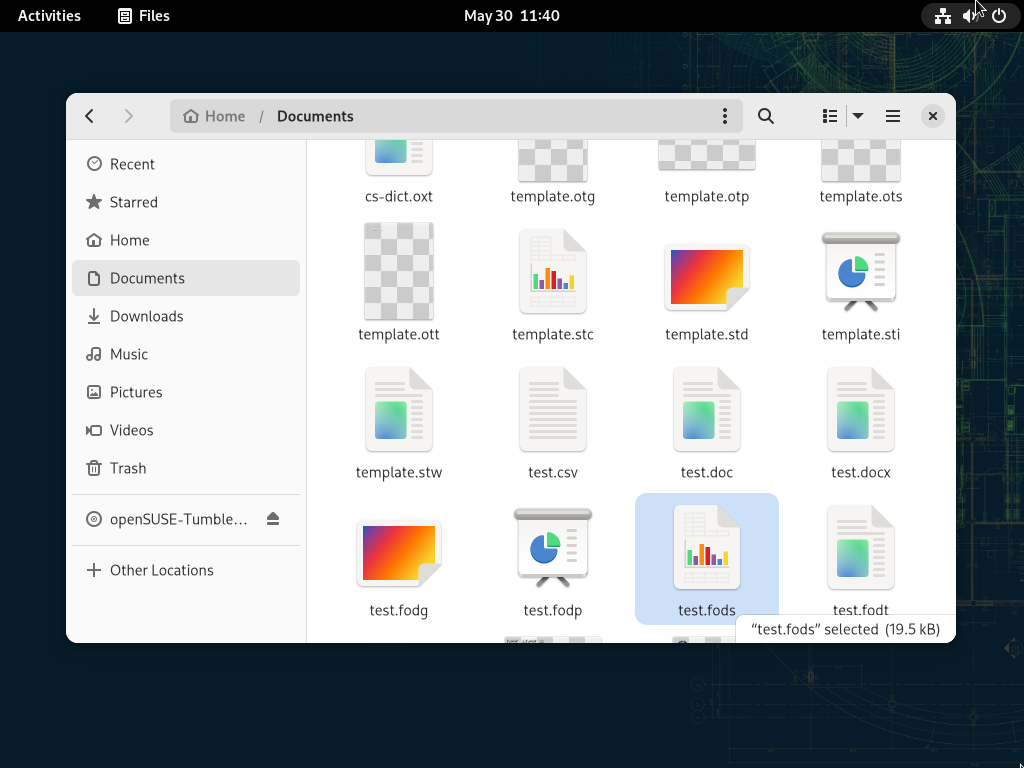 Activities Files May 30 11:40
Home / Documents
Recent
Starred
Home
Documents
Downloads
Music
Pictures
Videos
Trash
openSUSE-Tumble…
Other Locations
cs-dict.oxt template.otg template.otp template.ots
template.ott template.stc template.std template.sti
template.stw test.csv test.doc test.docx
test.fodg test.fodp test.fods test.fodt
“test.fods” selected (19.5 kB)